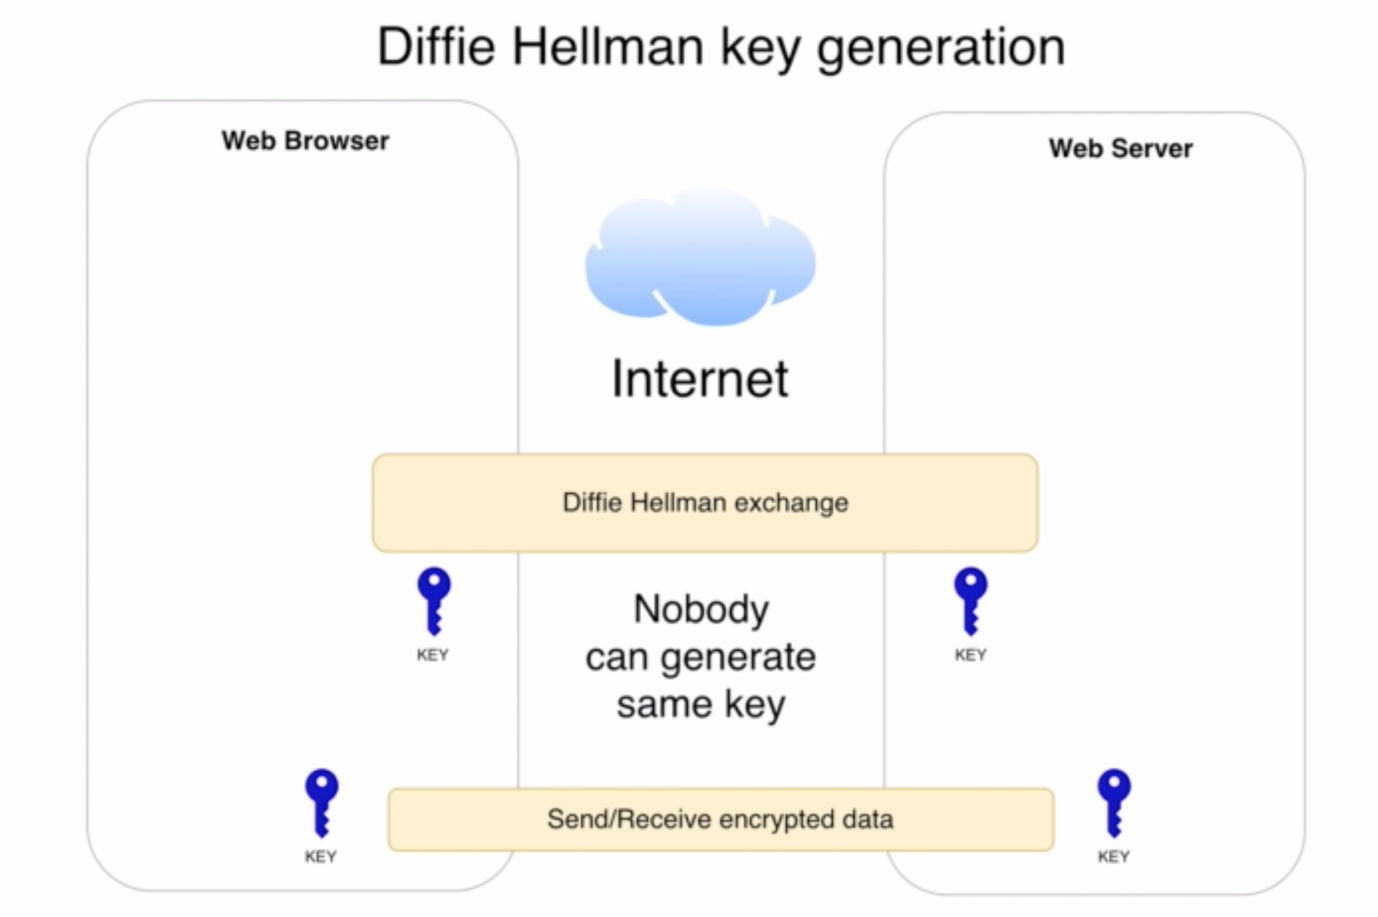 Diffie Hellman key generation
Web Browser
Web Server
Internet
Diffie Hellman exchange
KEY
KEY
Nobody
can generate
same key
Send/Receive encrypted data
KEY
KEY